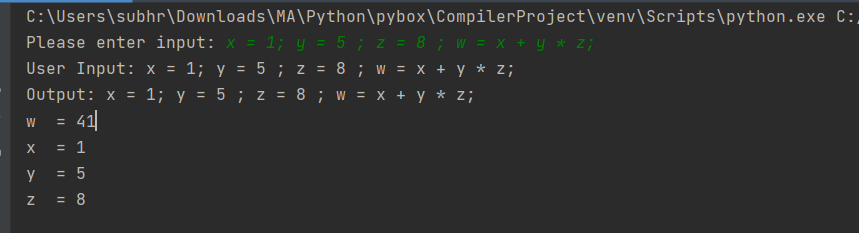 C:\Users\subhr\Downloads\MA\Python\pybox\CompilerProject\venv\Scripts\python.exe C:/
Please enter input: x = 1; y = 5 ; z = 8 ; w = x + y * z;
User Input: x = 1; y = 5 ; z = 8 ; w = x + y * z;
Output: x = 1; y = 5 ; z = 8 ; w = x + y * z;
w  = 41
x  = 1
y  = 5
z  = 8